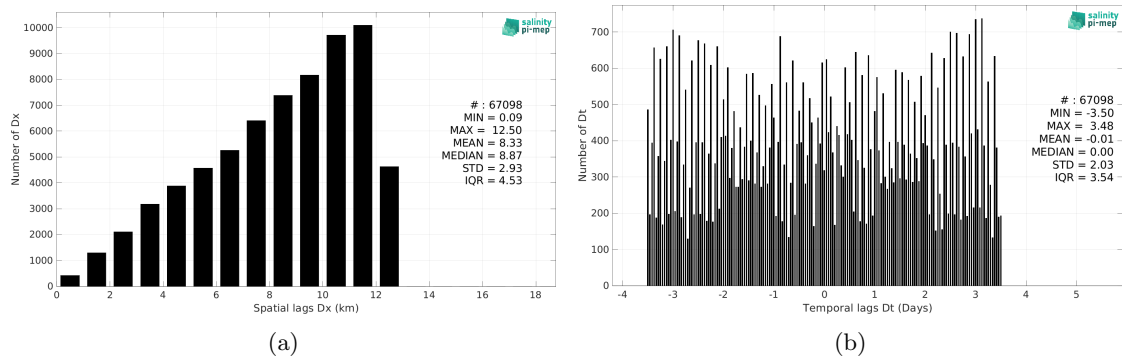 salinity
pi-mep
10000
9000
8000
7000
6000
5000
4000
3000
2000
1000
0
Number of Dx
# : 67098
MIN = 0.09
MAX = 12.50
MEAN = 8.33
MEDIAN = 8.87
STD = 2.93
IQR = 4.53
0 2 4 6 8 10 12 14 16 18
Spatial lags Dx (km)
(a)
salinity
pi-mep
700
600
500
400
300
200
100
0
Number of Dt
# : 67098
MIN = -3.50
MAX = 3.48
MEAN = -0.01
MEDIAN = 0.00
STD = 2.03
IQR = 3.54
-4 -3 -2 -1 0 1 2 3 4 5
Temporal lags Dt (Days)
(b)